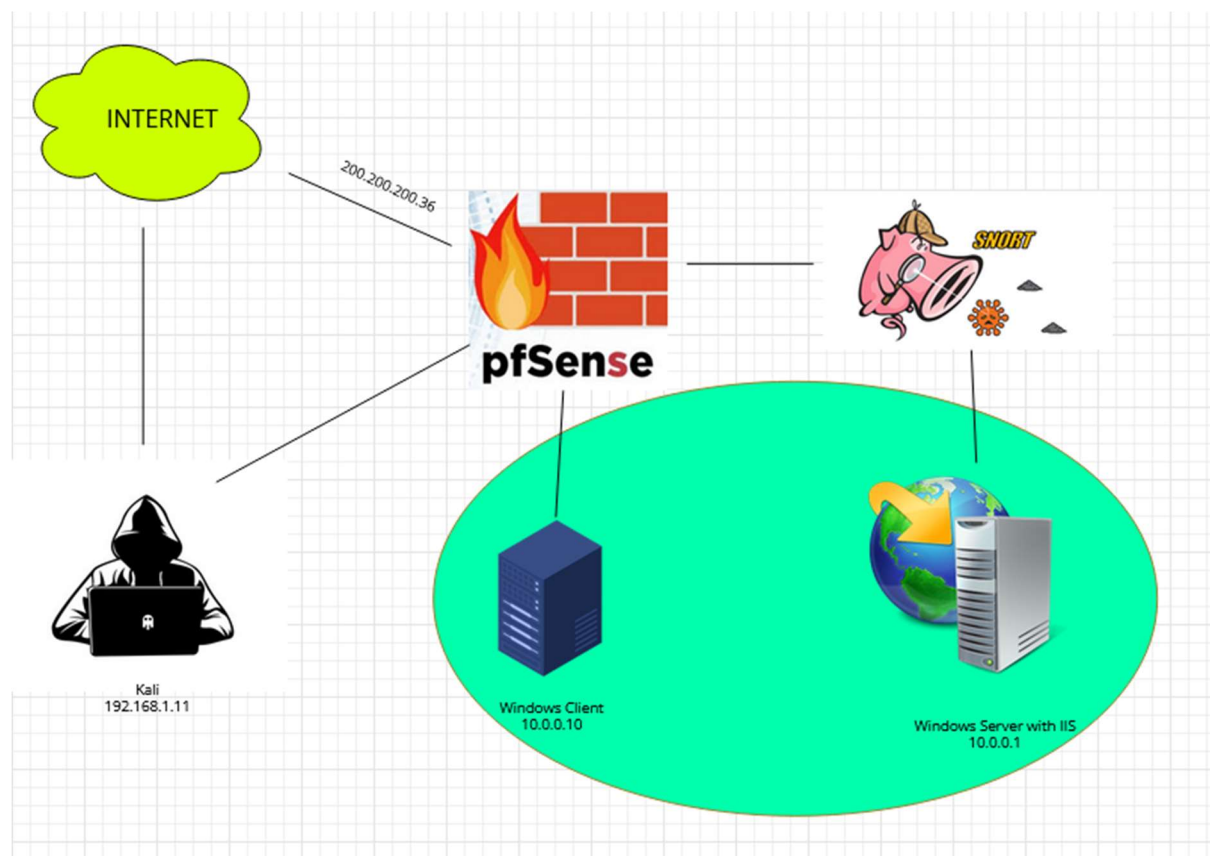 INTERNET
200.200.200.36
SNORT
pfSense
Kali
192.168.1.11
Windows Client
10.0.0.10
Windows Server with IIS
10.0.0.1